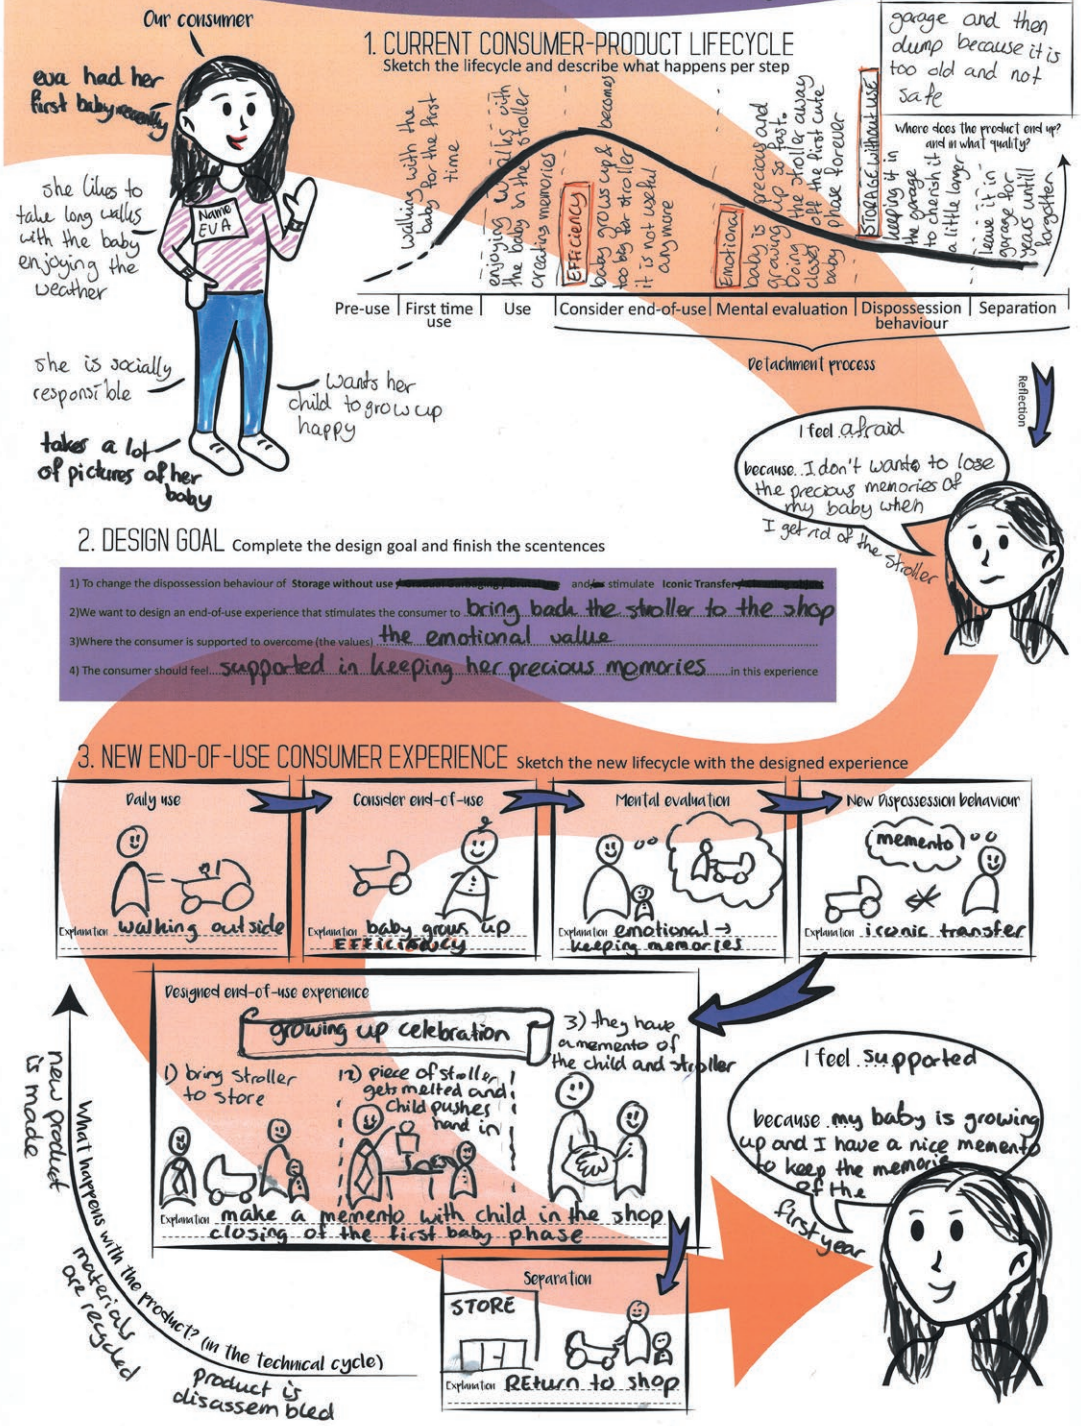 Our consumer
eva had her
first baby recently
she likes to
take long walks
with the baby
enjoying the
weather
Name
EVA
she is socially
responsible
wants her
child to grow up
happy
takes a lot
of pictures of her
baby
1. CURRENT CONSUMER-PRODUCT LIFECYCLE
Sketch the lifecycle and describe what happens per step
garage and then
dump because it is
too old and not
safe
Where does the product end up?
and in what quality?
walking with the
baby for the first
time
enjoying walks with
the baby in the stroller
creating memories
EFFiciency
baby grows up & becomes
too big for stroller
it is not useful
anymore
Emotional
baby is precious and
growing up so fast.
Doing the stroller away
closes off the first cute
baby phase forever
STORAGE WITHOUT USE
keeping it in
the garage
to cherish it
a little longer
leave it in
garage for
years untill
forgotten
Pre-use
First time
use
Use
Consider end-of-use
Mental evaluation
Dispossession
behaviour
Separation
Detachment process
Reflection
I feel afraid
because I don't want to lose
the precious memories of
my baby when
I get rid of the stroller
2. DESIGN GOAL Complete the design goal and finish the scentences
1) To change the dispossession behaviour of Storage without use and stimulate Iconic Transfer
2)We want to design an end-of-use experience that stimulates the consumer to bring back the stroller to the shop
3)Where the consumer is supported to overcome (the values) the emotional value
4) The consumer should feel supported in keeping her precious memories in this experience
3. NEW END-OF-USE CONSUMER EXPERIENCE Sketch the new lifecycle with the designed experience
Daily use
Explanation walking outside
Consider end-of-use
Explanation baby grows up
EFFiciency
Mental evaluation
Explanation emotional →
keeping memories
New Dispossession behaviour
memento
Explanation iconic transfer
Designed end-of-use experience
growing up celebration
1) bring stroller
to store
2) piece of stoller
gets melted and
child pushes
hand in
3) they have
a memento of
the child and stroller
Explanation make a memento with child in the shop
closing of the first baby phase
Separation
STORE
Explanation REturn to shop
new product
is made
What happens with the product? (in the technical cycle)
materials
are recycled
product is
disassembled
I feel supported
because my baby is growing
up and I have a nice memento
to keep the memorie
of the
first year